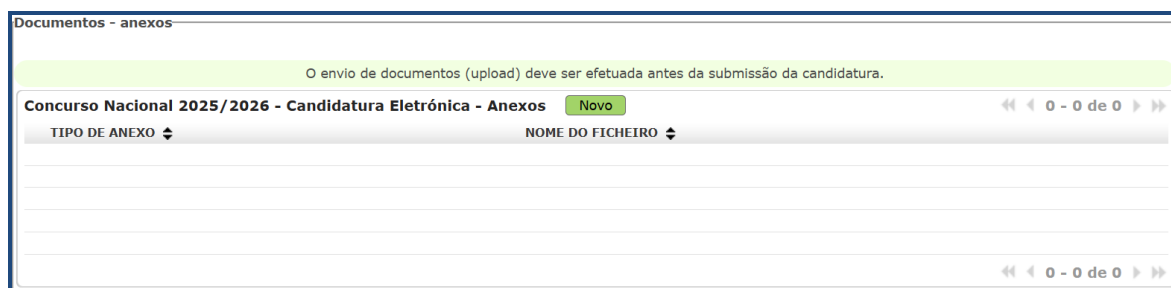 Documentos - anexos
O envio de documentos (upload) deve ser efetuada antes da submissão da candidatura.
Concurso Nacional 2025/2026 - Candidatura Eletrónica - Anexos Novo 0 - 0 de 0
TIPO DE ANEXO NOME DO FICHEIRO
0 - 0 de 0